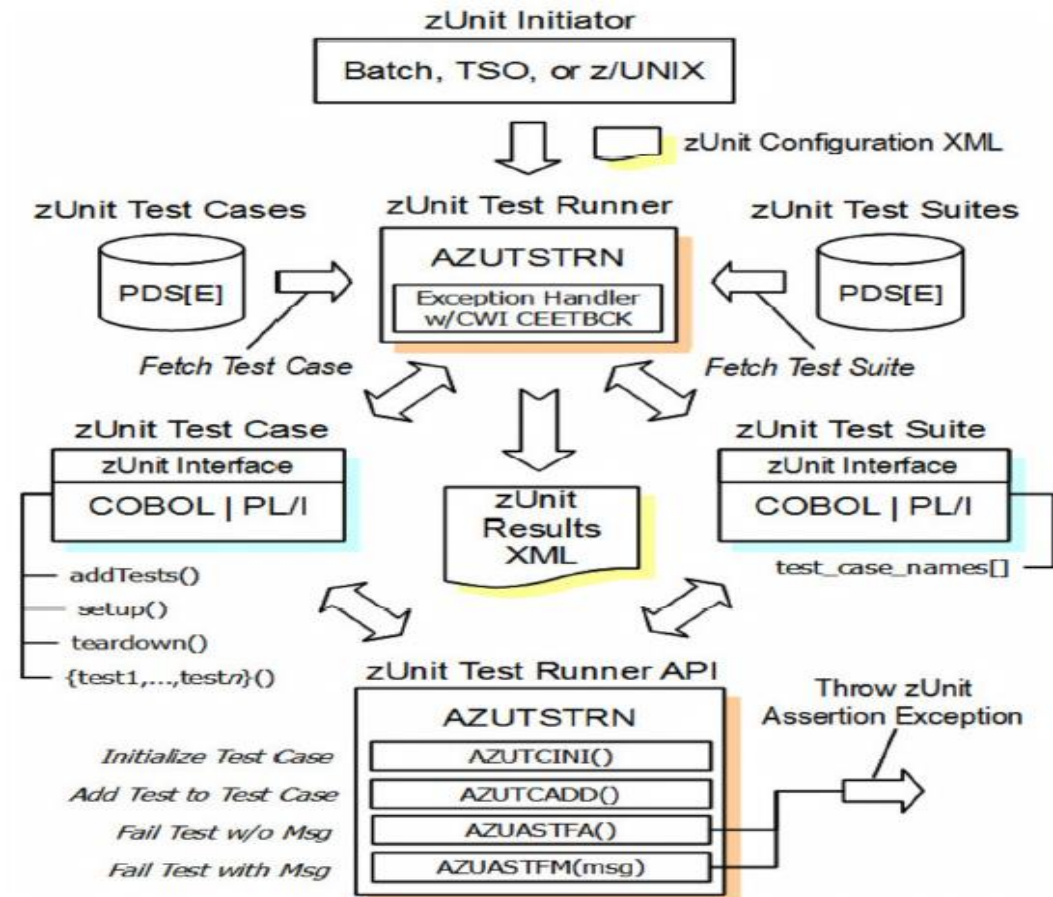 zUnit Initiator
Batch, TSO, or z/UNIX
zUnit Configuration XML
zUnit Test Cases
zUnit Test Runner
zUnit Test Suites
PDS[E]
AZUTSTRN
Exception Handler
w/CWI CEETBCK
PDS[E]
Fetch Test Case
Fetch Test Suite
zUnit Test Case
zUnit Interface
COBOL | PL/I
addTests()
setup()
teardown()
{test1,...,testn}()
zUnit
Results
XML
zUnit Test Suite
zUnit Interface
COBOL | PL/I
test_case_names[]
zUnit Test Runner API
AZUTSTRN
Initialize Test Case
AZUTCINI()
Add Test to Test Case
AZUTCADD()
Fail Test w/o Msg
AZUASTFA()
Fail Test with Msg
AZUASTFM(msg)
Throw zUnit
Assertion Exception